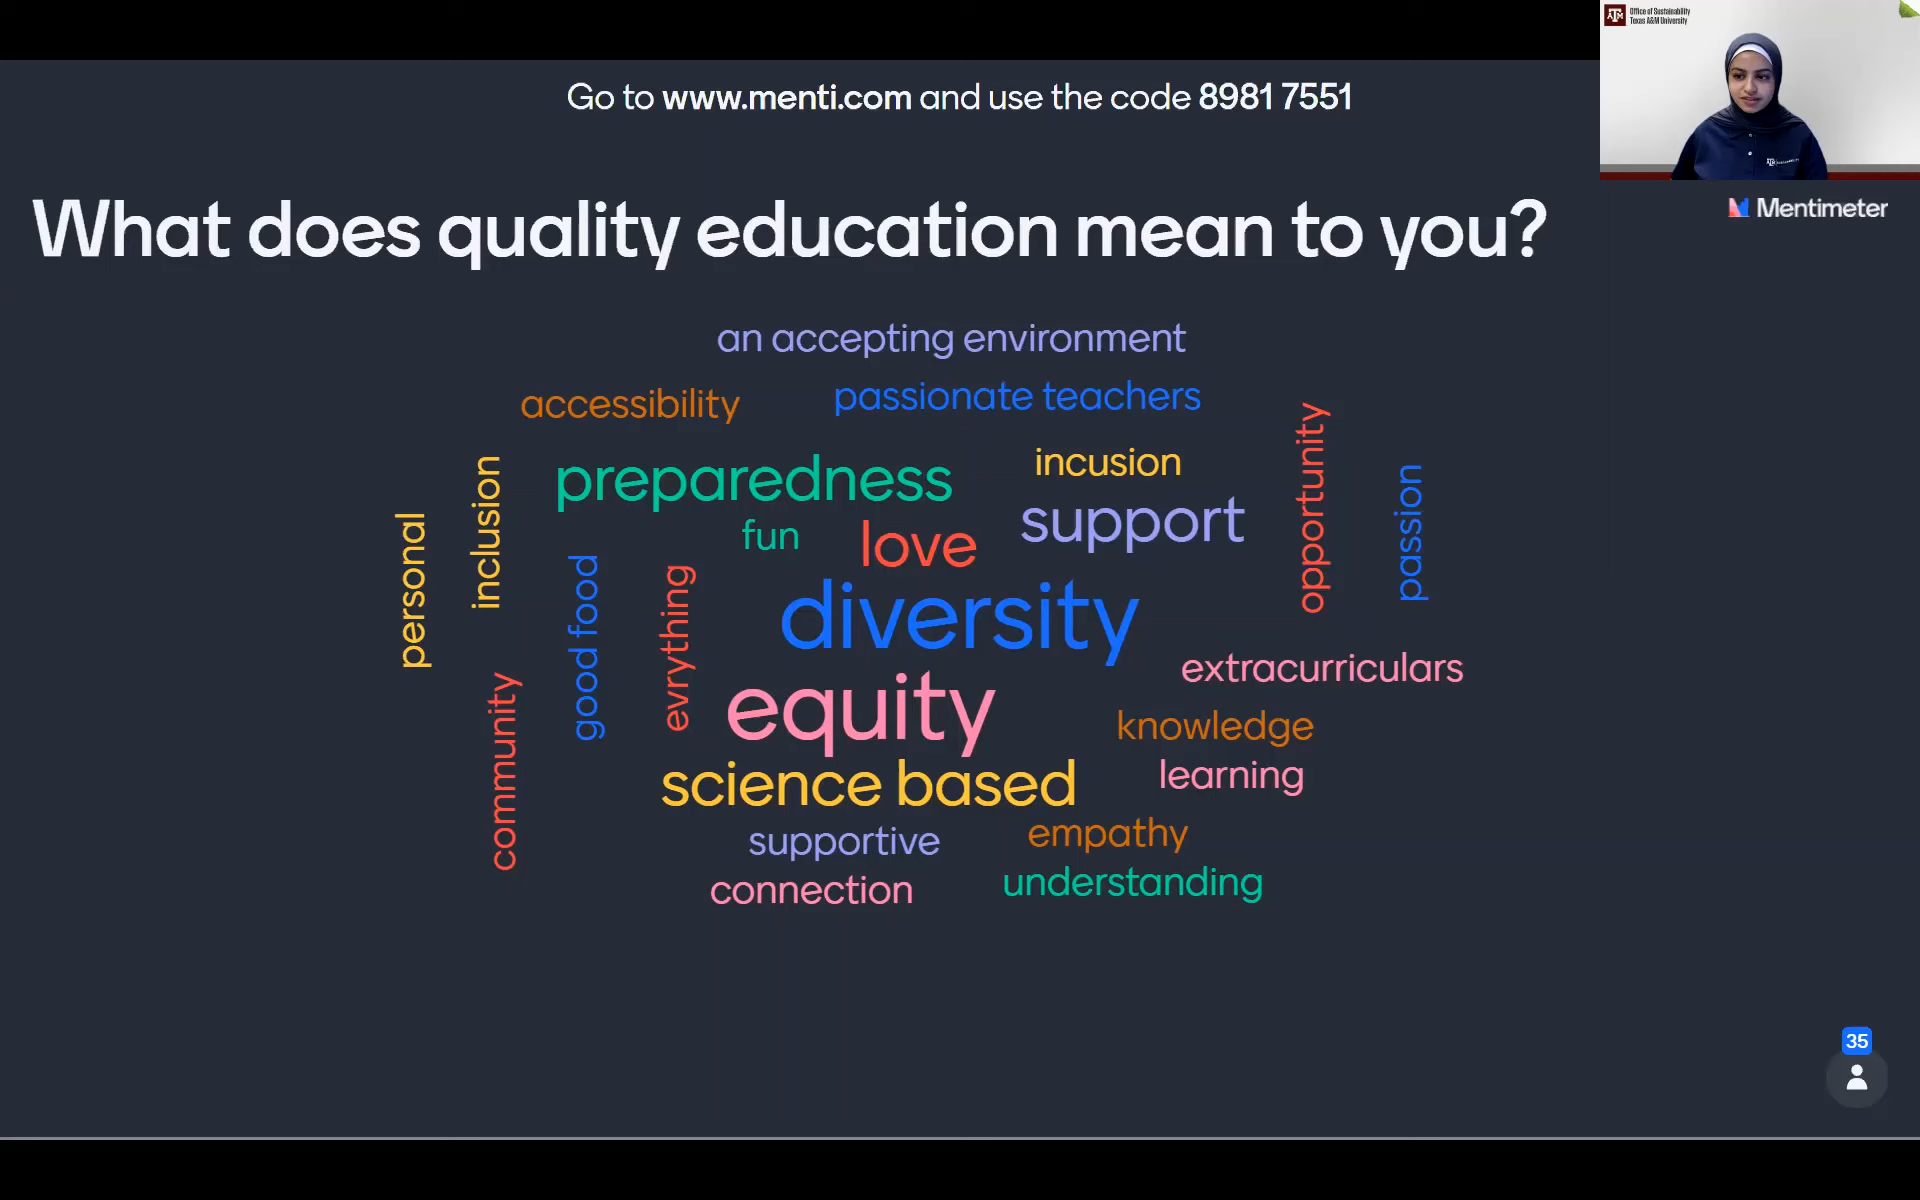 Office of Sustainability
Texas A&M University
Go to www.menti.com and use the code 8981 7551
Mentimeter
What does quality education mean to you?
an accepting environment
accessibility
passionate teachers
opportunity
incusion
inclusion
preparedness
passion
personal
support
fun
love
good food
evrything
diversity
extracurriculars
community
equity
knowledge
science based
learning
supportive
empathy
connection
understanding
35